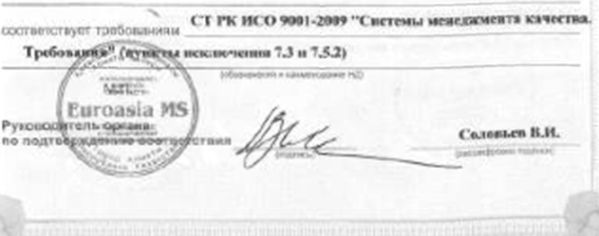 соответствует требованиям СТ РК ИСО 9001-2009 "Системы менеджмента качества.
Требования" (пункты исключения 7.3 и 7.5.2)
(обозначения и наименование НД)
Euroasia MS
Руководитель органа
по подтверждению соответствия
Соловьев В.И.
(подпись)
(расшифровка подписи)